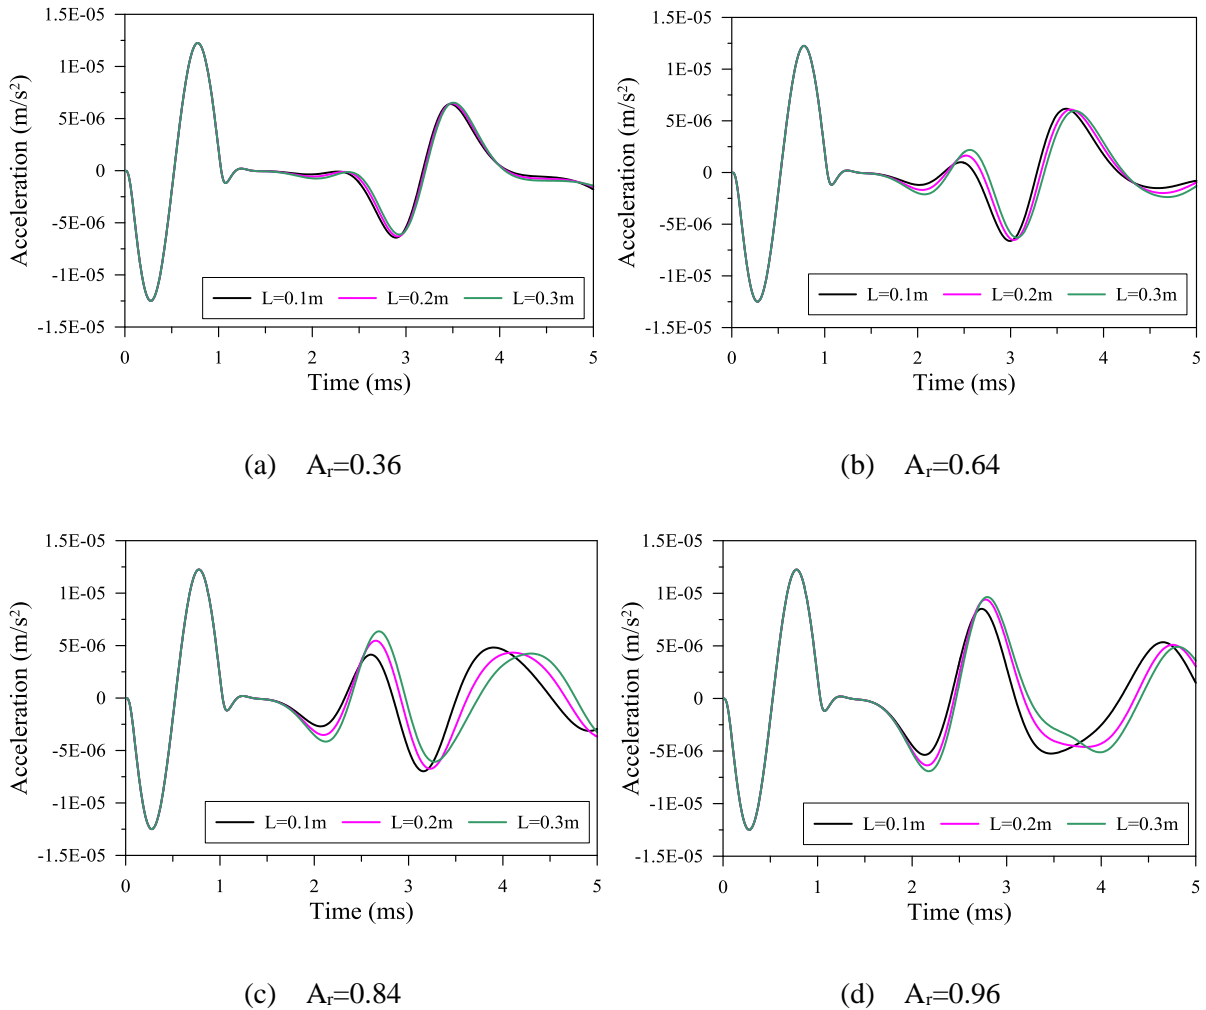 1.5E-05
1E-05
5E-06
0
-5E-06
-1E-05
-1.5E-05
Acceleration (m/s²)
L=0.1m L=0.2m L=0.3m
0 1 2 3 4 5
Time (ms)
(a) Aᵣ=0.36
1.5E-05
1E-05
5E-06
0
-5E-06
-1E-05
-1.5E-05
Acceleration (m/s²)
L=0.1m L=0.2m L=0.3m
0 1 2 3 4 5
Time (ms)
(b) Aᵣ=0.64
1.5E-05
1E-05
5E-06
0
-5E-06
-1E-05
-1.5E-05
Acceleration (m/s²)
L=0.1m L=0.2m L=0.3m
0 1 2 3 4 5
Time (ms)
(c) Aᵣ=0.84
1.5E-05
1E-05
5E-06
0
-5E-06
-1E-05
-1.5E-05
Acceleration (m/s²)
L=0.1m L=0.2m L=0.3m
0 1 2 3 4 5
Time (ms)
(d) Aᵣ=0.96